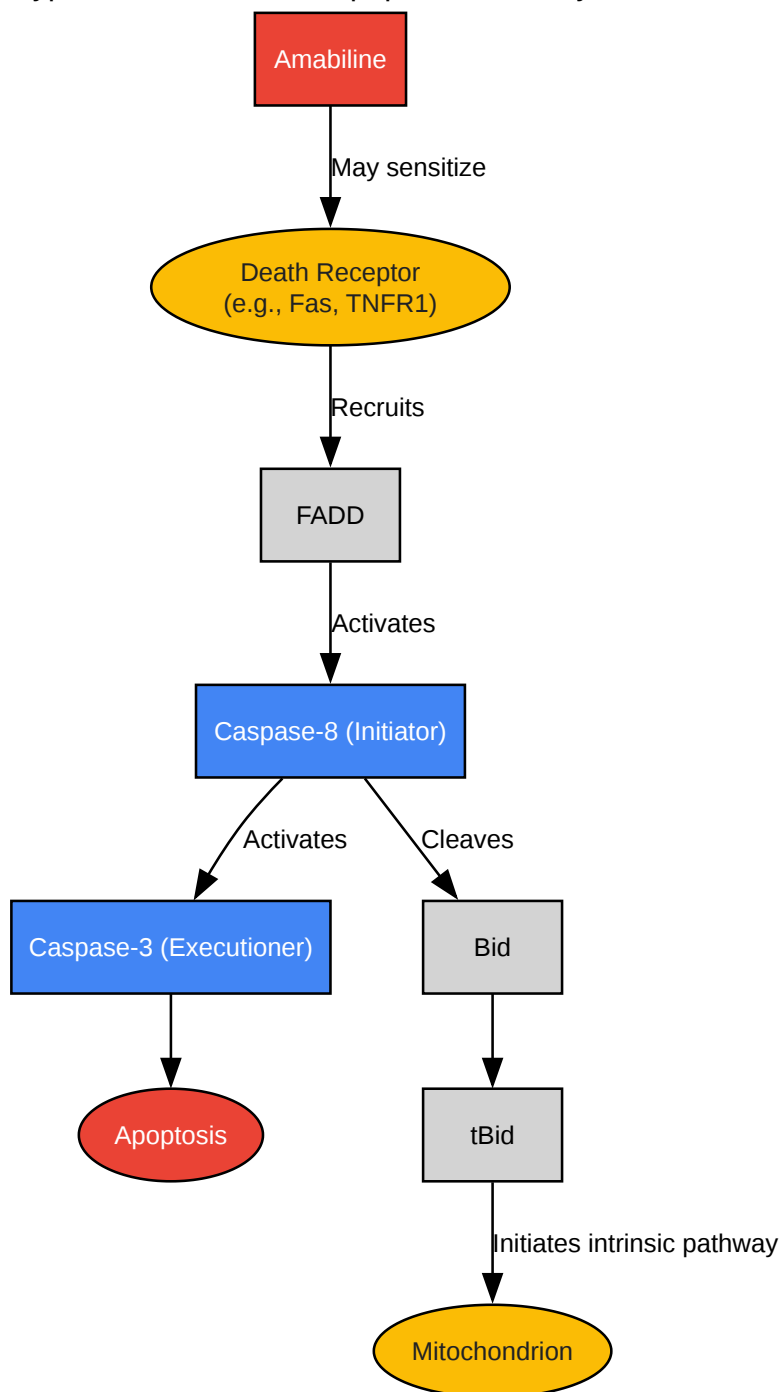 Amabiline
May sensitize
Death Receptor
(e.g., Fas, TNFR1)
Recruits
FADD
Activates
Caspase-8 (Initiator)
Activates
Cleaves
Caspase-3 (Executioner)
Bid
Apoptosis
tBid
Initiates intrinsic pathway
Mitochondrion